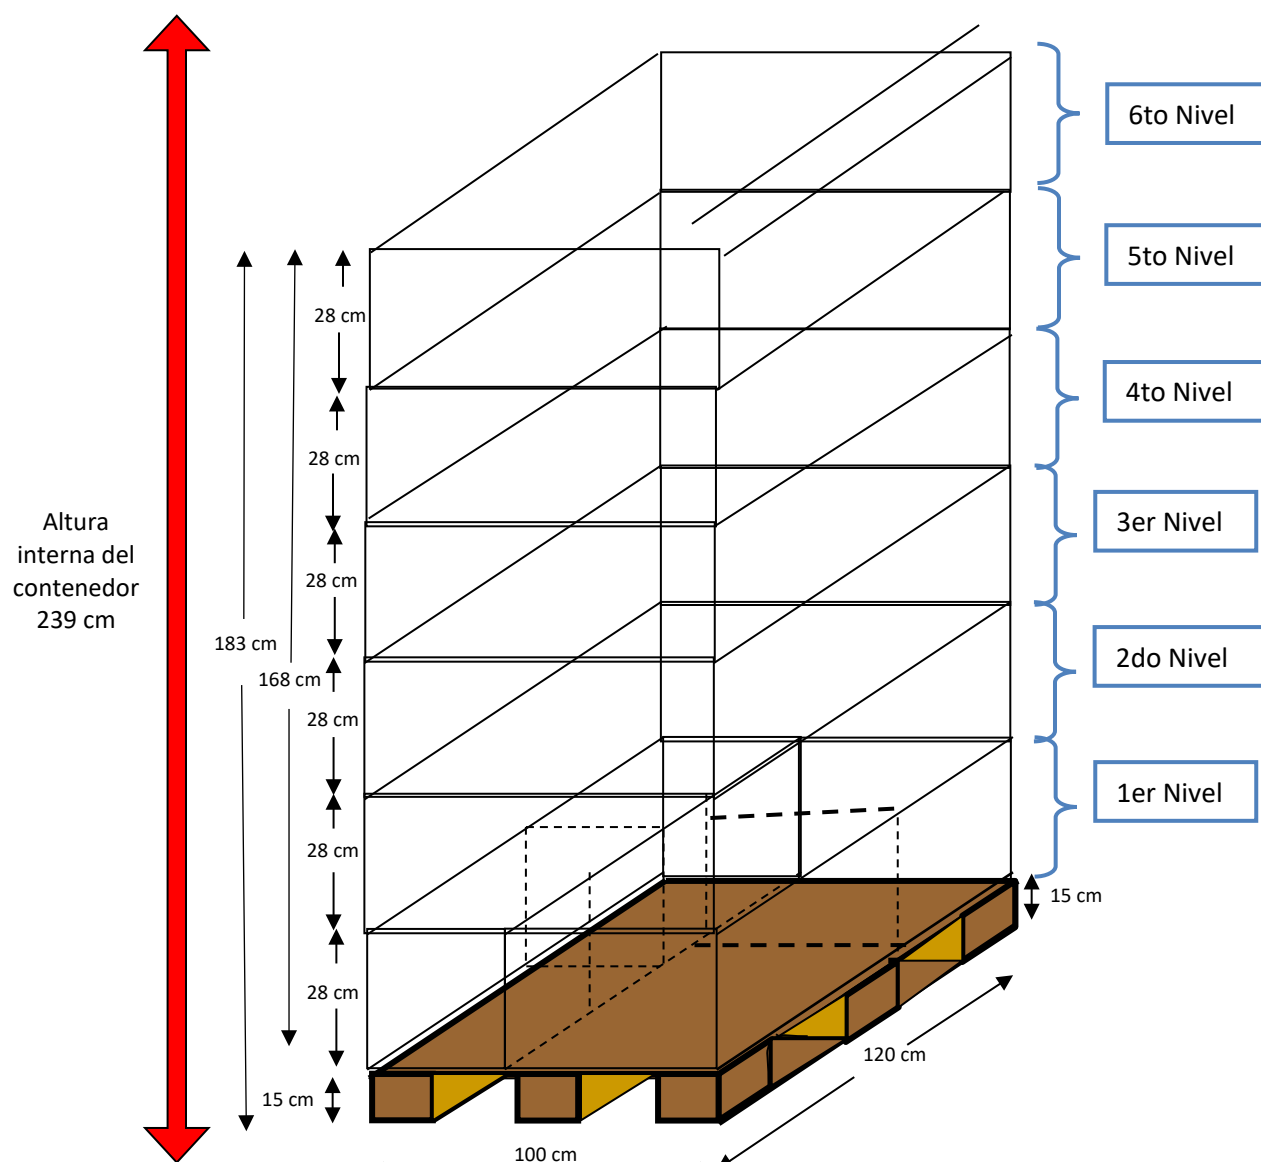 6to Nivel
5to Nivel
28 cm
4to Nivel
28 cm
3er Nivel
Altura
interna del
contenedor
239 cm
28 cm
183 cm
168 cm
2do Nivel
28 cm
1er Nivel
28 cm
15 cm
28 cm
120 cm
15 cm
100 cm